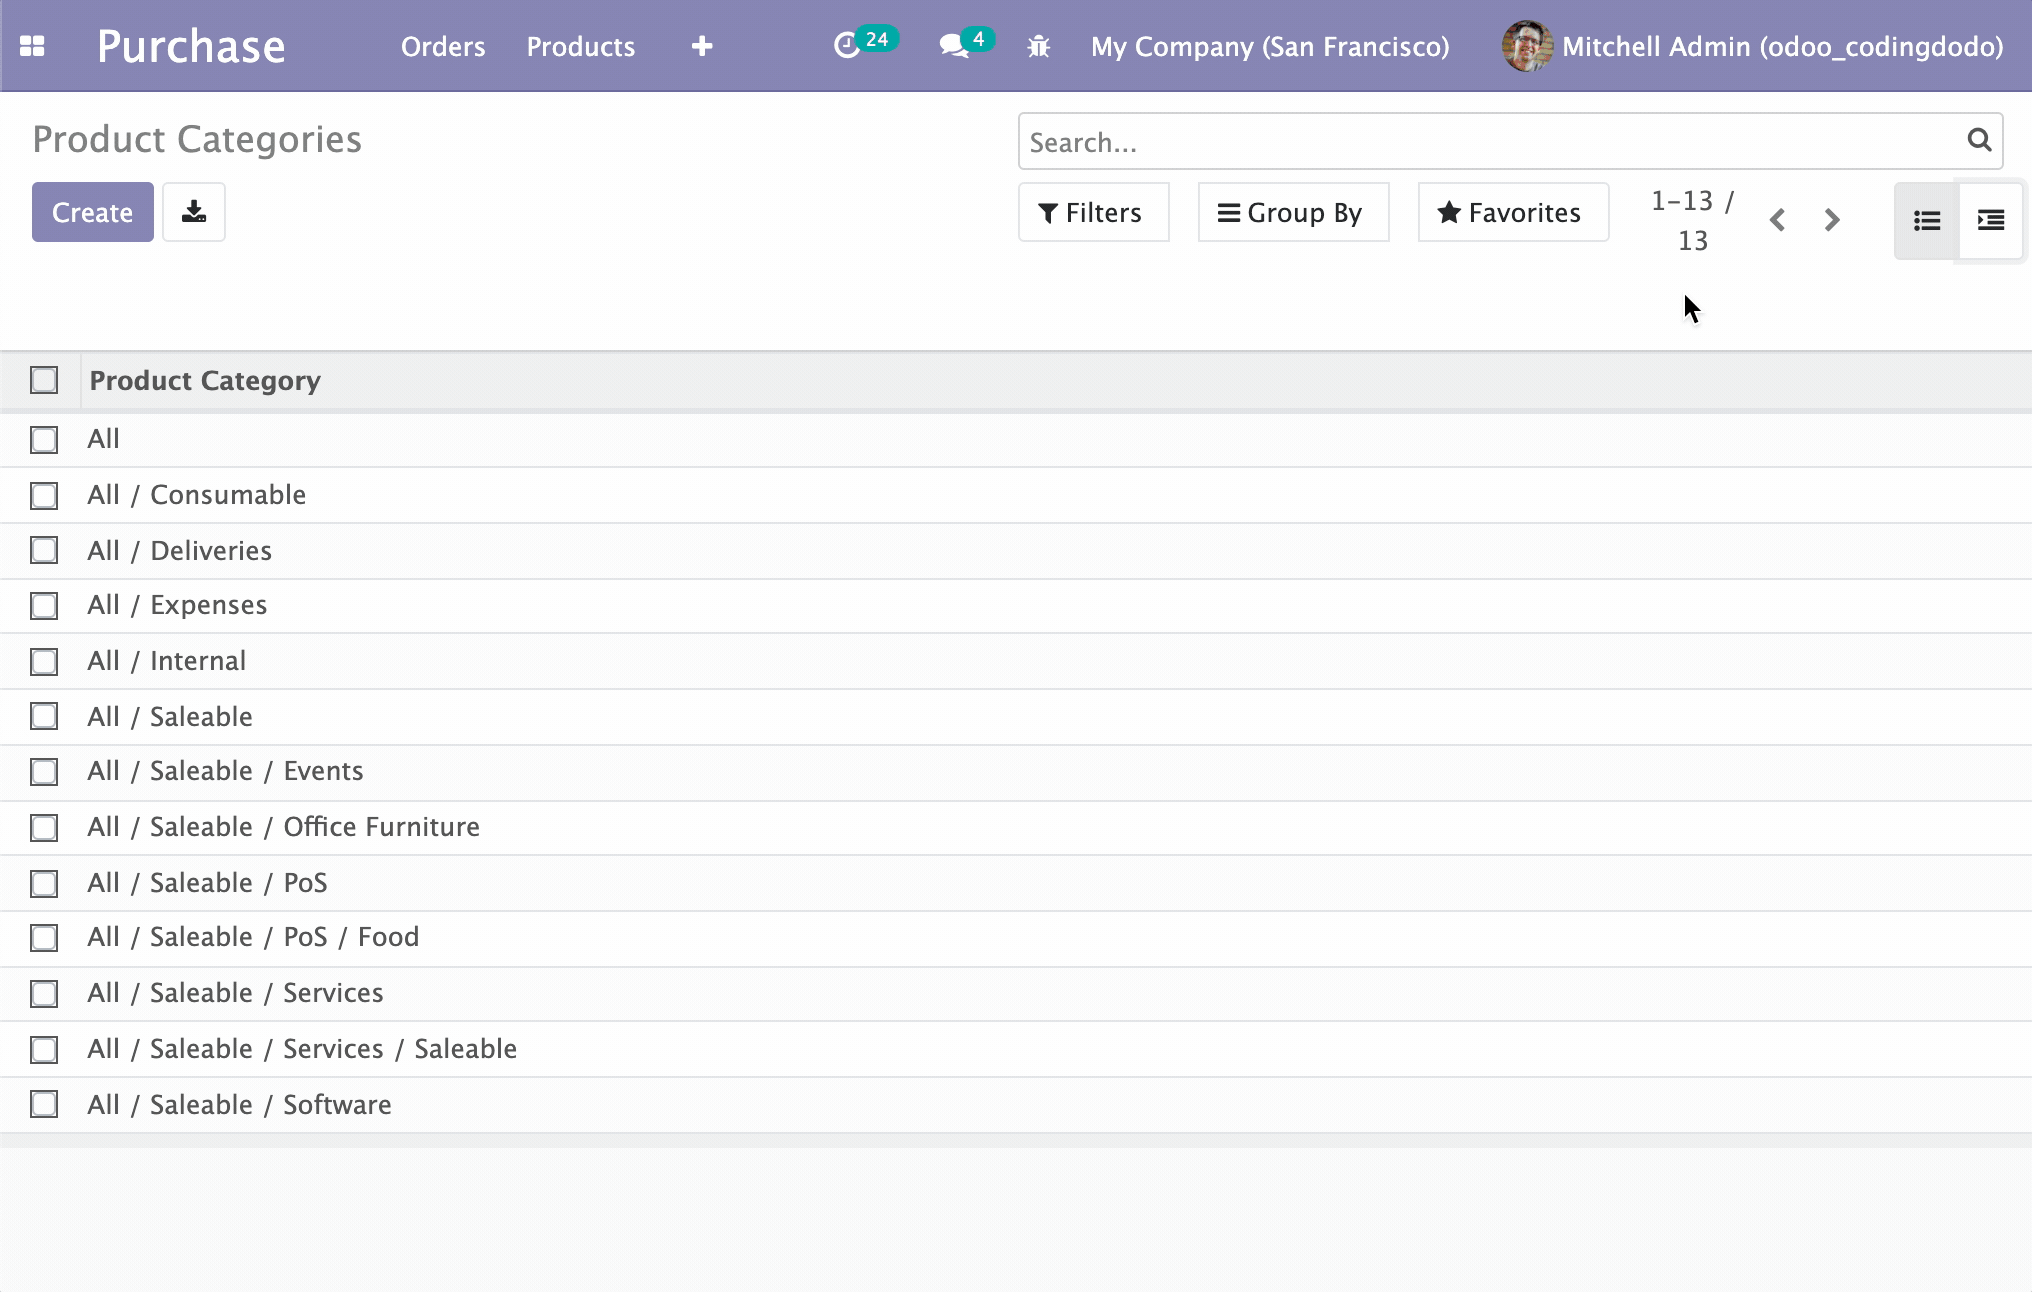 Purchase Orders Products 24 4 My Company (San Francisco) Mitchell Admin (odoo_codingdodo)
Product Categories
Search...
Create Filters Group By Favorites 1-13 /
13
Product Category
All
All / Consumable
All / Deliveries
All / Expenses
All / Internal
All / Saleable
All / Saleable / Events
All / Saleable / Office Furniture
All / Saleable / PoS
All / Saleable / PoS / Food
All / Saleable / Services
All / Saleable / Services / Saleable
All / Saleable / Software